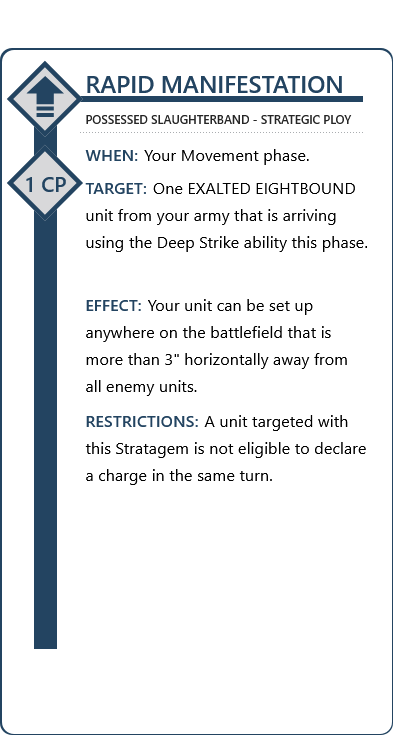 RAPID MANIFESTATION
POSSESSED SLAUGHTERBAND - STRATEGIC PLOY
WHEN: Your Movement phase.
1 CP
TARGET: One EXALTED EIGHTBOUND
unit from your army that is arriving
using the Deep Strike ability this phase.
EFFECT: Your unit can be set up
anywhere on the battlefield that is
more than 3" horizontally away from
all enemy units.
RESTRICTIONS: A unit targeted with
this Stratagem is not eligible to declare
a charge in the same turn.